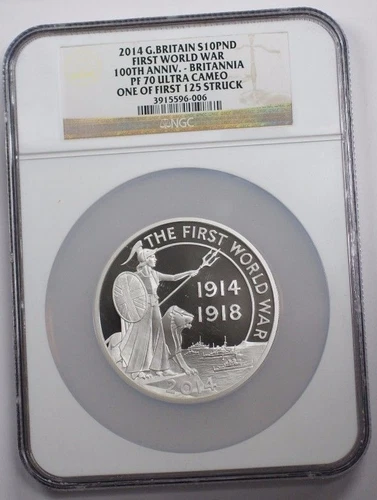 2014 G.BRITAIN S10PND
FIRST WORLD WAR
100TH ANNIV. - BRITANNIA
PF 70 ULTRA CAMEO
ONE OF FIRST 125 STRUCK
3915596-006
NGC
THE FIRST WORLD WAR
1914
1918
2014